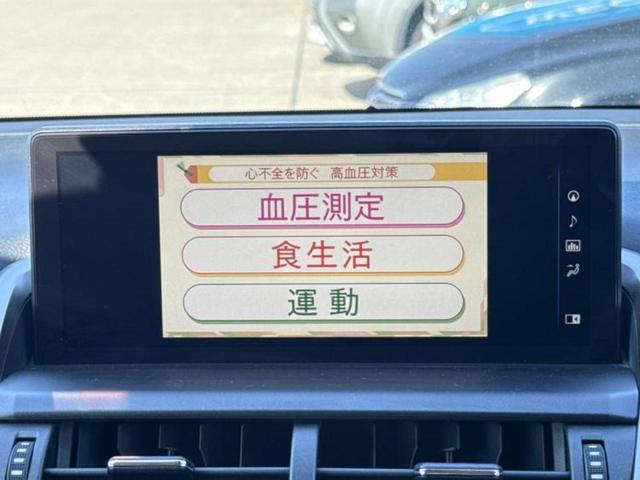 心不全を防ぐ 高血圧対策
血圧測定
食生活
運動